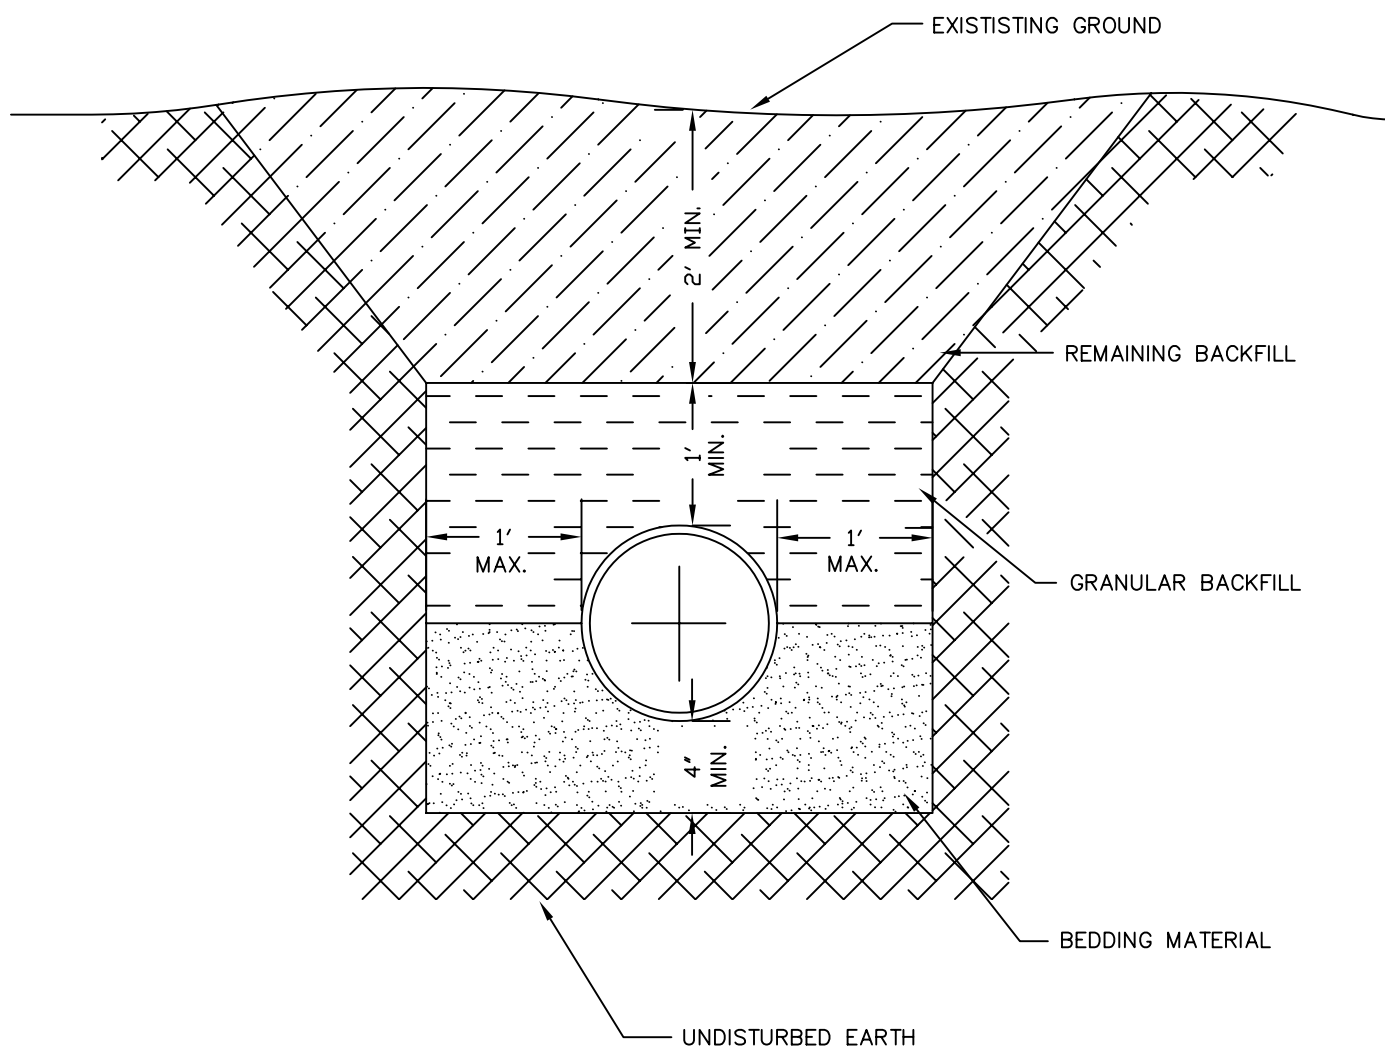 EXISTISTING GROUND
2' MIN.
REMAINING BACKFILL
1'
MIN.
1'
MAX.
1'
MAX.
GRANULAR BACKFILL
4"
MIN.
BEDDING MATERIAL
UNDISTURBED EARTH